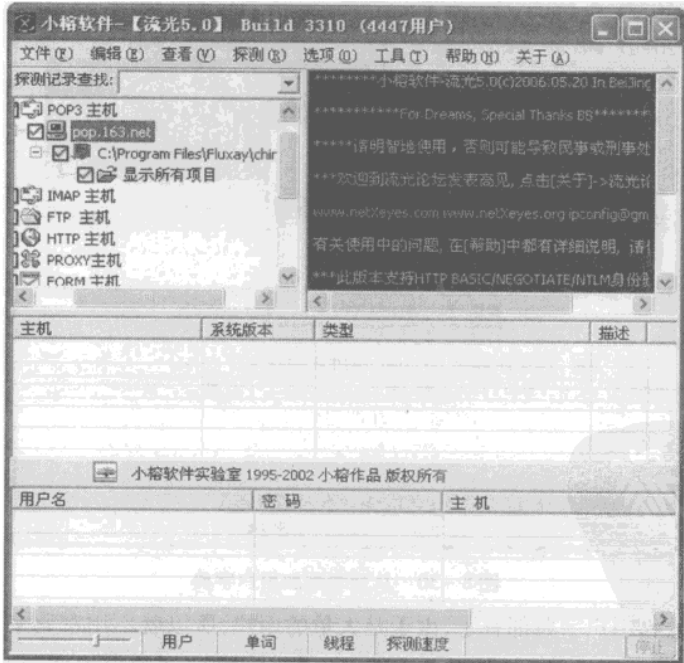 小榕软件-【流光5.0】 Build 3310 (4447用户)
文件(F) 编辑(E) 查看(V) 探测(R) 选项(O) 工具(T) 帮助(H) 关于(A)
探测记录查找:
POP3 主机
pop.163.net
C:\Program Files\Fluxay\chir
显示所有项目
IMAP 主机
FTP 主机
HTTP 主机
PROXY主机
FORM 主机
********小榕软件-流光5.0(c)2006.05.20 In BeiJing
**********For Dreams, Special Thanks BS*******
*****请明智地使用，否则可能导致民事或刑事处
***欢迎到流光论坛发表高见, 点击[关于]->流光论
www.netXeyes.com www.netXeyes.org ipconfig@gm
有关使用中的问题, 在[帮助]中都有详细说明, 请
***此版本支持HTTP BASIC/NEGOTIATE/NTLM身份
主机 系统版本 类型 描述
小榕软件实验室 1995-2002 小榕作品 版权所有
用户名 密码 主机
用户 单词 线程 探测速度 停止